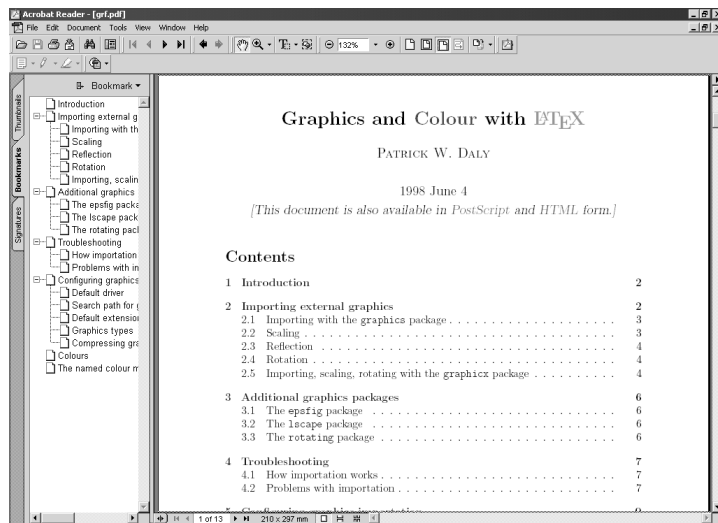 Acrobat Reader - [grf.pdf]
File Edit Document Tools View Window Help
132%
Bookmark
Thumbnails
Bookmarks
Signatures
Introduction
Importing external g
Importing with th
Scaling
Reflection
Rotation
Importing, scalin
Additional graphics
The epsfig packa
The lscape pack
The rotating pacl
Troubleshooting
How importation
Problems with in
Configuring graphics
Default driver
Search path for g
Default extension
Graphics types
Compressing gra
Colours
The named colour m
Graphics and Colour with LATEX
PATRICK W. DALY
1998 June 4
[This document is also available in PostScript and HTML form.]
Contents
1 Introduction 2
2 Importing external graphics 2
2.1 Importing with the graphics package . . . . . . . . . . . . . . . . . . . . 3
2.2 Scaling . . . . . . . . . . . . . . . . . . . . . . . . . . . . . . . . . . . 3
2.3 Reflection . . . . . . . . . . . . . . . . . . . . . . . . . . . . . . . . . 4
2.4 Rotation . . . . . . . . . . . . . . . . . . . . . . . . . . . . . . . . . . 4
2.5 Importing, scaling, rotating with the graphicx package . . . . . . . . . . 4
3 Additional graphics packages 6
3.1 The epsfig package . . . . . . . . . . . . . . . . . . . . . . . . . . . . . 6
3.2 The lscape package . . . . . . . . . . . . . . . . . . . . . . . . . . . . . 6
3.3 The rotating package . . . . . . . . . . . . . . . . . . . . . . . . . . . . 6
4 Troubleshooting 7
4.1 How importation works . . . . . . . . . . . . . . . . . . . . . . . . . . . . 7
4.2 Problems with importation . . . . . . . . . . . . . . . . . . . . . . . . . . 7
1 of 13 210 x 297 mm